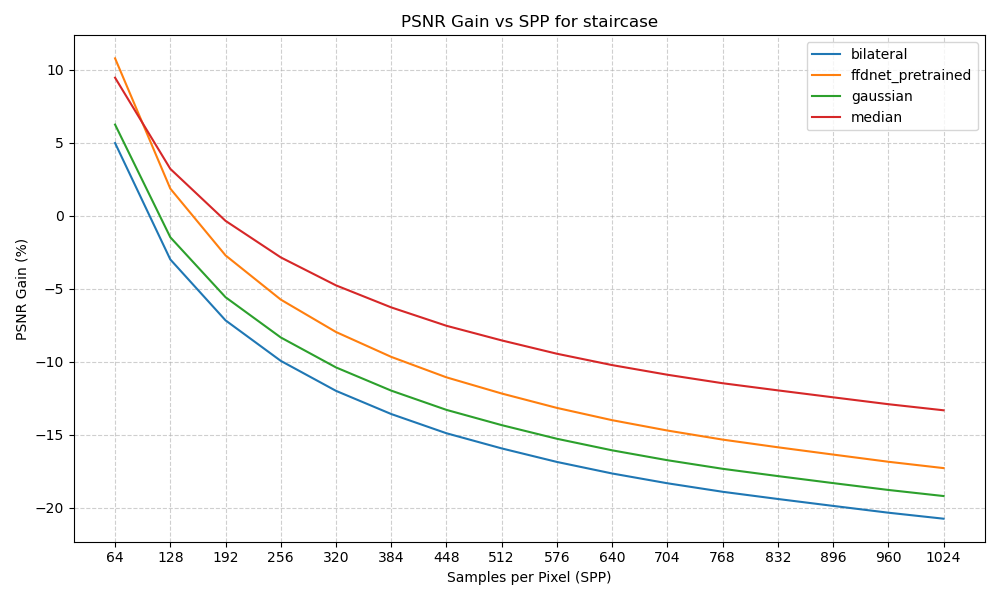 PSNR Gain vs SPP for staircase
bilateral
ffdnet_pretrained
gaussian
median
PSNR Gain (%)
10
5
0
−5
−10
−15
−20
64 128 192 256 320 384 448 512 576 640 704 768 832 896 960 1024
Samples per Pixel (SPP)